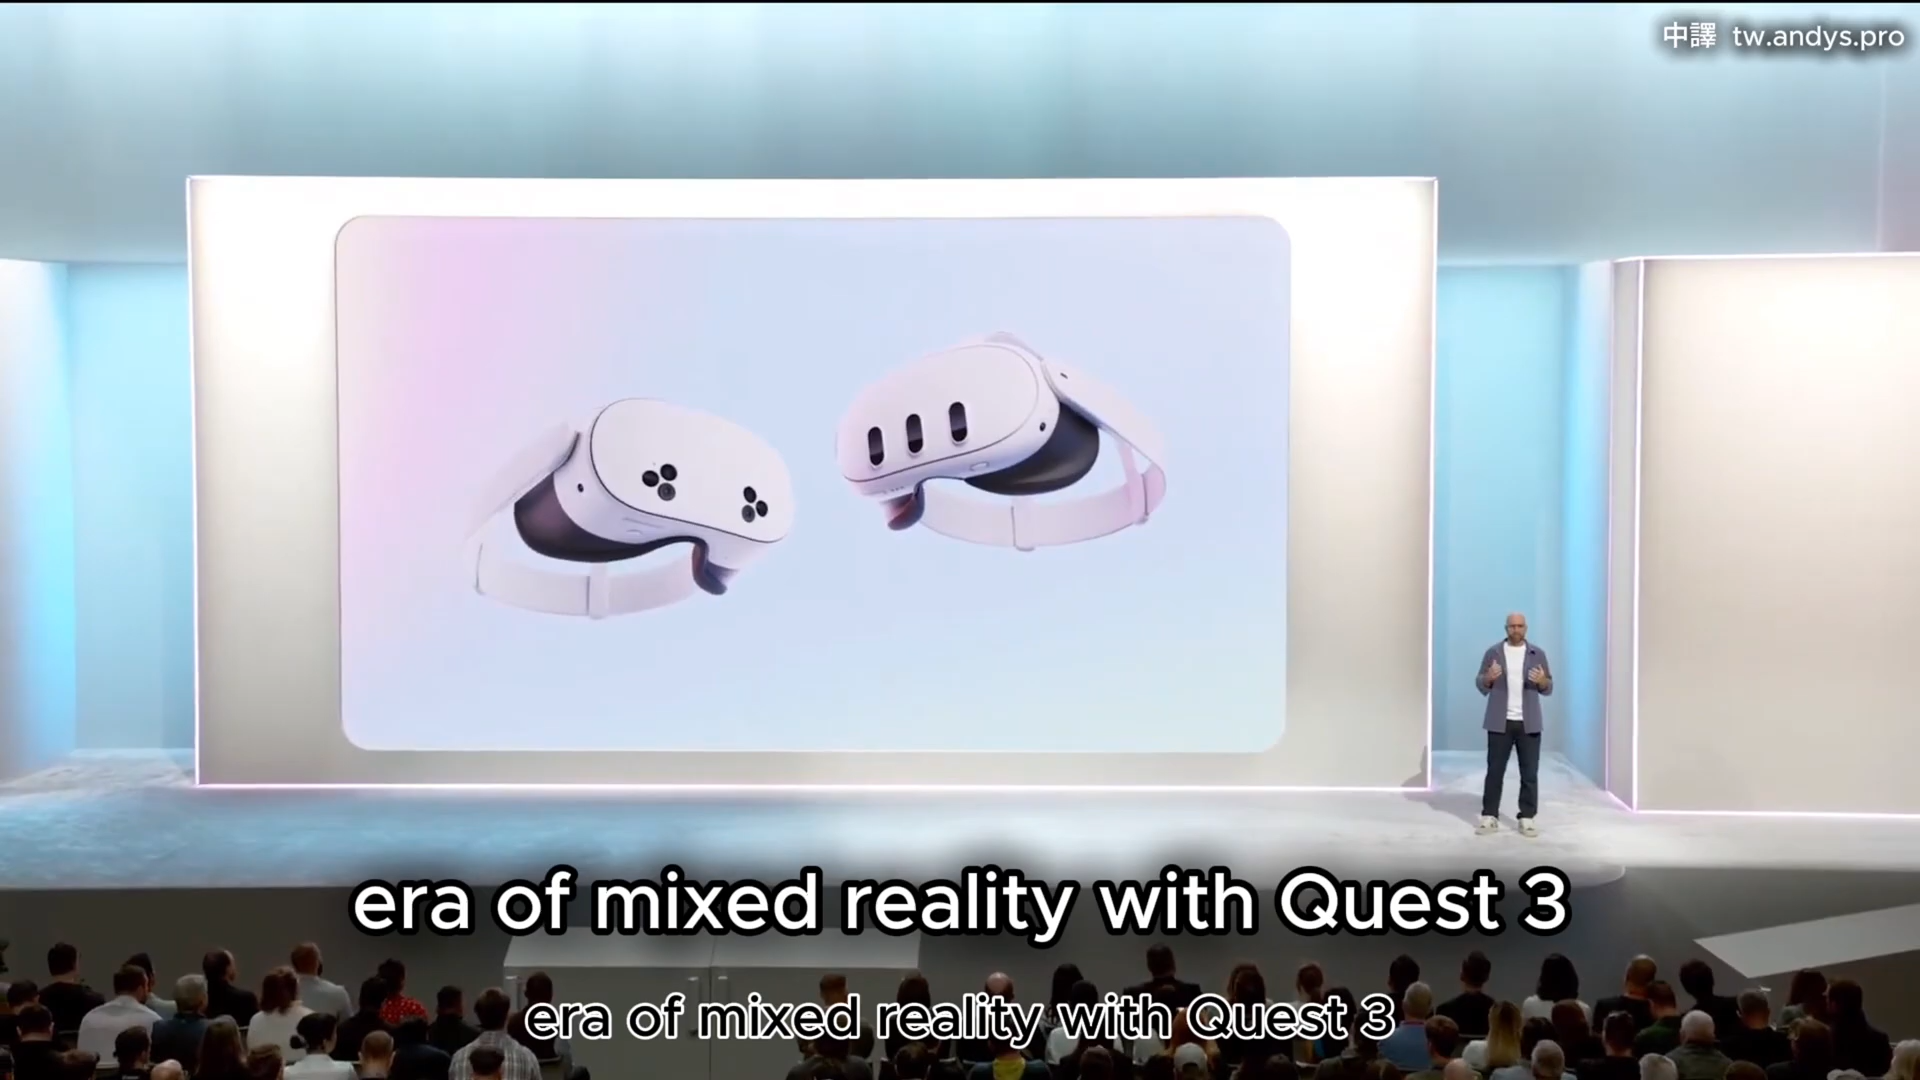 中譯 tw.andys.pro
era of mixed reality with Quest 3
era of mixed reality with Quest 3